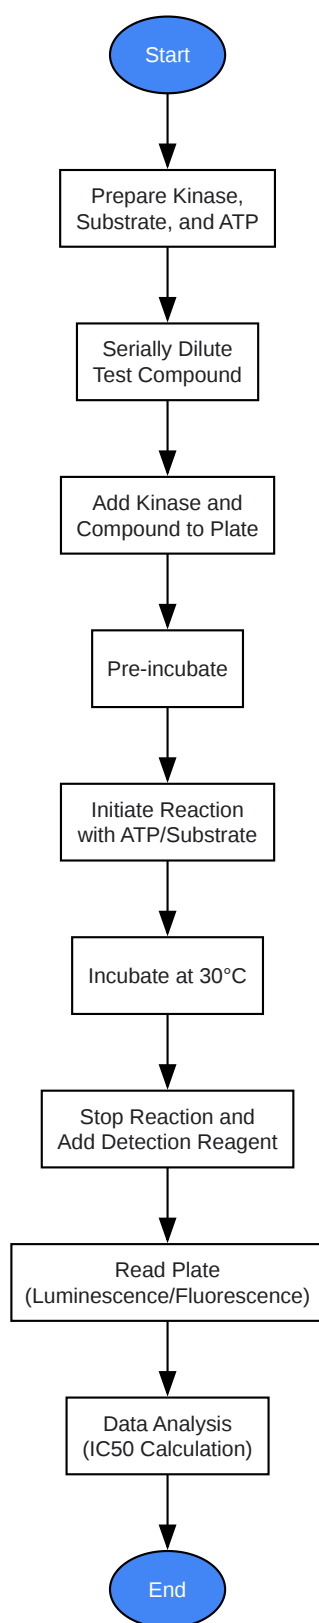 Start
Prepare Kinase,
Substrate, and ATP
Serially Dilute
Test Compound
Add Kinase and
Compound to Plate
Pre-incubate
Initiate Reaction
with ATP/Substrate
Incubate at 30°C
Stop Reaction and
Add Detection Reagent
Read Plate
(Luminescence/Fluorescence)
Data Analysis
(IC50 Calculation)
End